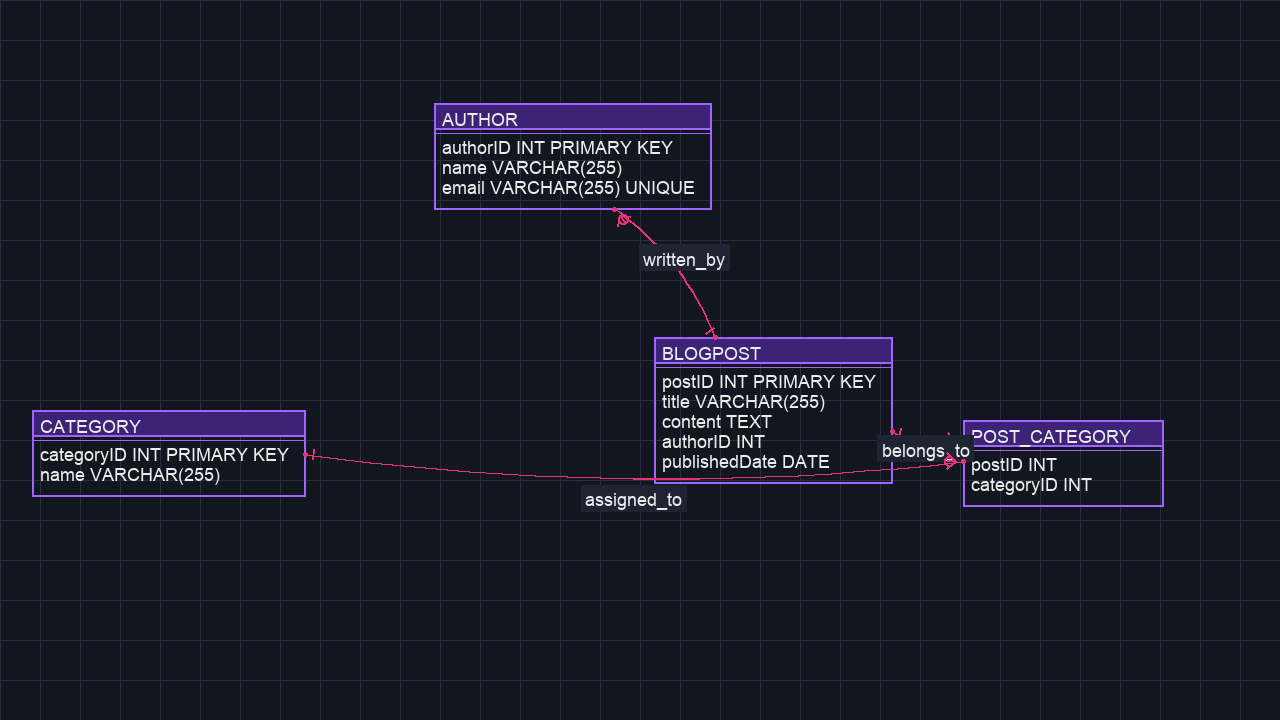 AUTHOR
authorID INT PRIMARY KEY
name VARCHAR(255)
email VARCHAR(255) UNIQUE
written_by
BLOGPOST
postID INT PRIMARY KEY
title VARCHAR(255)
content TEXT
authorID INT
publishedDate DATE
CATEGORY
categoryID INT PRIMARY KEY
name VARCHAR(255)
belongs_to
POST_CATEGORY
postID INT
categoryID INT
assigned_to